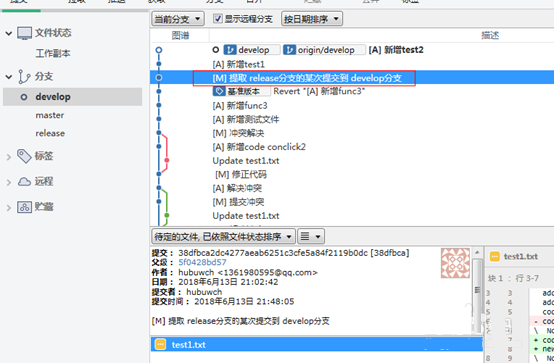 当前分支
显示远程分支
按日期排序
文件状态
工作副本
分支
develop
master
release
标签
远程
贮藏
图谱
描述
develop origin/develop [A] 新增test2
[A] 新增test1
[M] 提取 release分支的某次提交到 develop分支
基准版本 Revert "[A] 新增func3"
[A] 新增func3
[A] 新增测试文件
[M] 冲突解决
[A] 新增code conclick2
Update test1.txt
[M] 修正代码
[A] 解决冲突
[M] 提交冲突
Update test1.txt
待定的文件, 已依照文件状态排序
提交： 38dfbca2dc4277aeab6251c3cfe5a84f2119b0dc [38dfbca]
父级： 5f0428bd57
作者： hubuwch <1361980595@qq.com>
日期： 2018年6月13日 21:02:42
提交者： hubuwch
提交时间： 2018年6月13日 21:48:05
[M] 提取 release分支的某次提交到 develop分支
test1.txt
test1.txt
块 1 ： 行 3-7
3 3 add
4 4 add
5 5 coo
6 - coo
\ No
6 + coo
7 + new
\ No